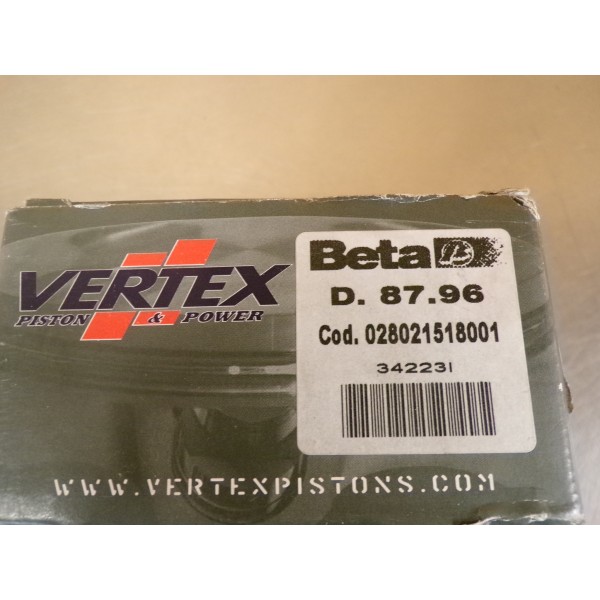 VERTEX
PISTON & POWER
Beta B
D. 87.96
Cod. 028021518001
34223I
WWW.VERTEXPISTONS.COM